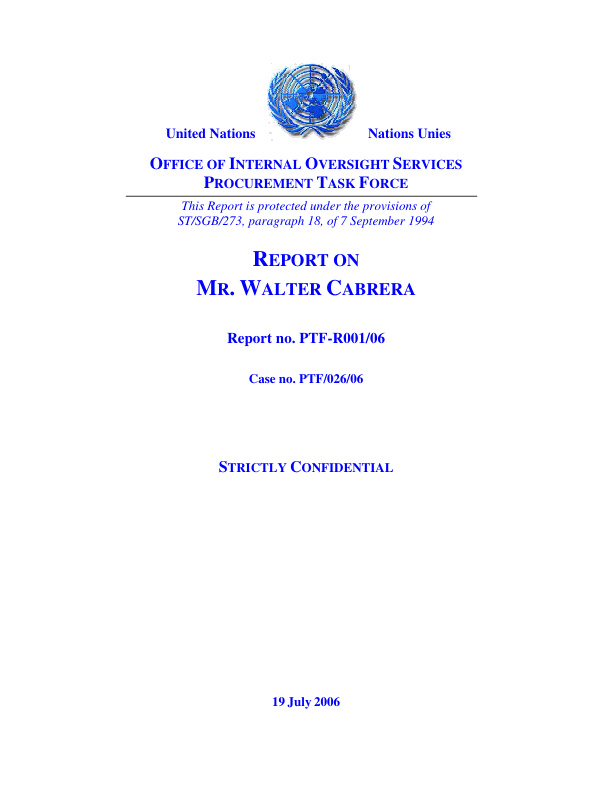 United Nations Nations Unies
OFFICE OF INTERNAL OVERSIGHT SERVICES
PROCUREMENT TASK FORCE
This Report is protected under the provisions of
ST/SGB/273, paragraph 18, of 7 September 1994
REPORT ON
MR. WALTER CABRERA
Report no. PTF-R001/06
Case no. PTF/026/06
STRICTLY CONFIDENTIAL
19 July 2006